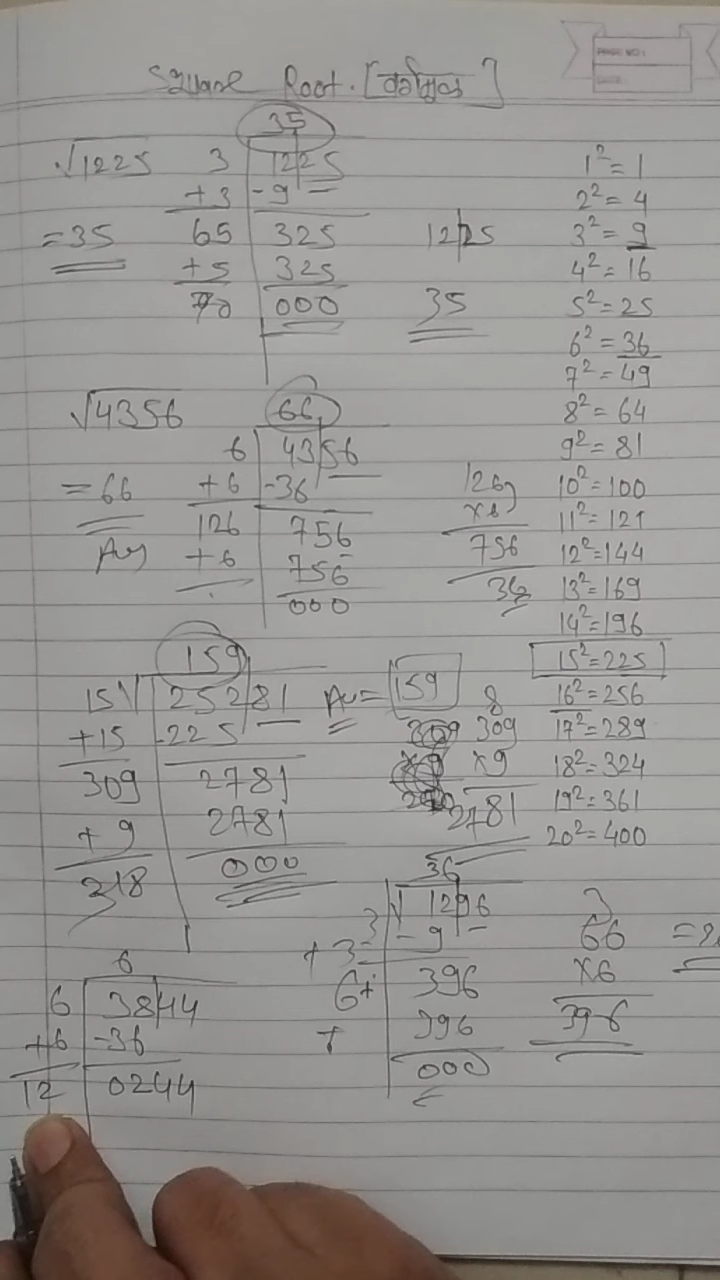 Square Root. [वर्गमूल]
PAGE NO:
DATE:
35
√1225 3 1225
+3 -9
=35 65 325 1225
+5 325
70 000 35
1²=1
2²=4
3²=9
4²=16
5²=25
6²=36
7²=49
8²=64
9²=81
10²=100
11²=121
12²=144
13²=169
14²=196
15²=225
16²=256
17²=289
18²=324
19²=361
20²=400
√4356 66
6 4356
=66 +6 -36 126
126 756 ×6
Ans +6 756 756
000 36
159
15 25281 Ans=159
+15 -225 309
309 2781 ×9
+9 2781 2781
318 000
36
3 √1296
+3 -9 66
6 396 ×6
+ 396 396
000
6
6 3844
+6 -36
12 0244